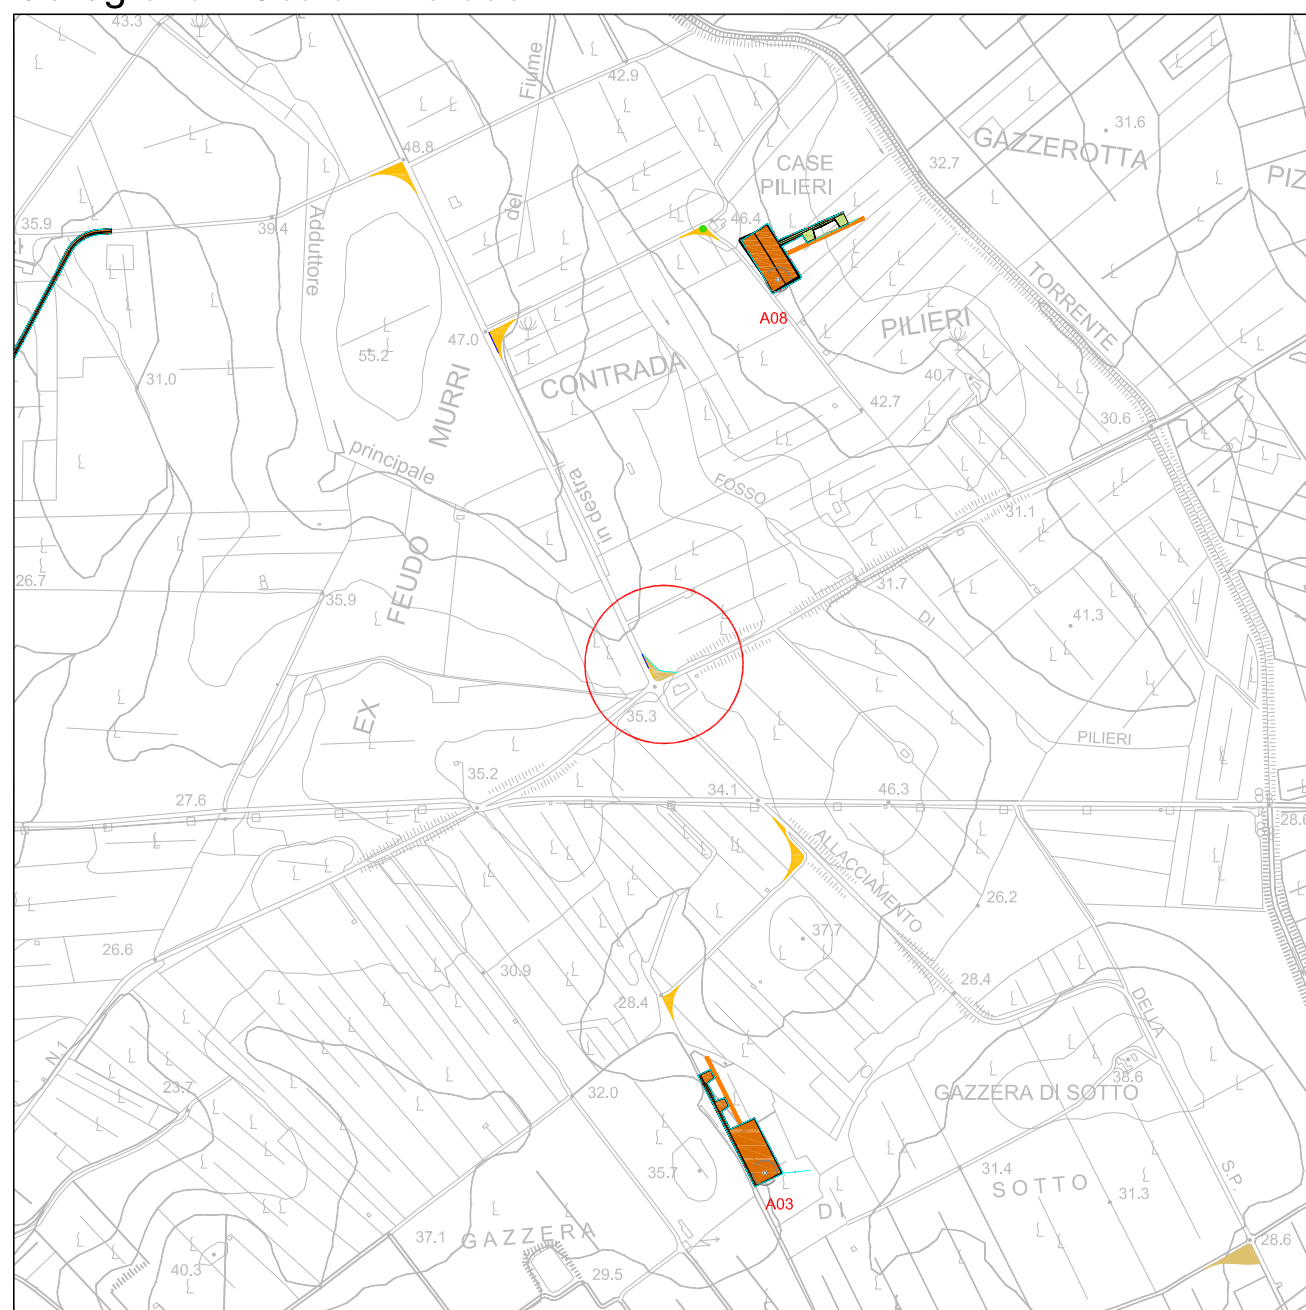 43.3
Fiume
42.9
31.6
GAZZEROTTA
48.8
CASE
PILIERI
32.7
PIZ
35.9
39.4
Adduttore
del
46.4
TORRENTE
A08
PILIERI
47.0
55.2
CONTRADA
MURRI
31.0
40.7
42.7
30.6
principale
in destra
FOSSO
31.1
26.7
35.9
FEUDO
31.7
DI
41.3
EX
35.3
PILIERI
35.2
27.6
34.1
46.3
28.6
ALLACCIAMENTO
26.2
26.6
37.7
30.9
28.4
28.4
DELLA
N.1
38.6
23.7
32.0
GAZZERA DI SOTTO
35.7
31.4
SOTTO
31.3
S.P.
A03
DI
37.1
GAZZERA
28.6
40.3
29.5